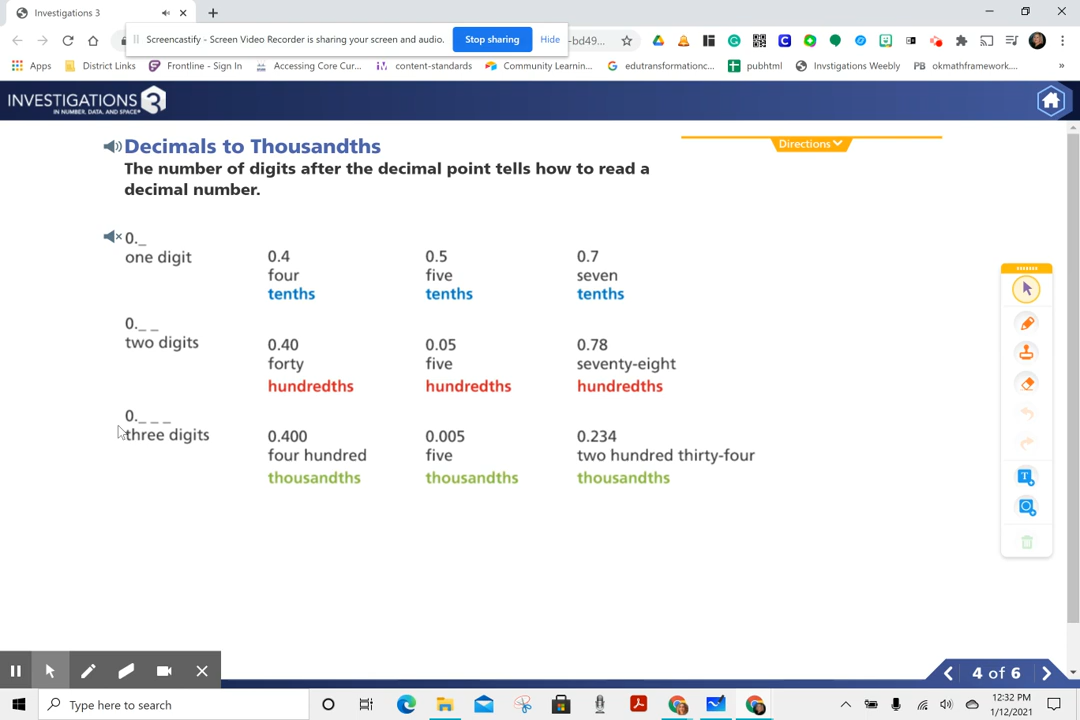 Investigations 3
Screencastify - Screen Video Recorder is sharing your screen and audio.
Stop sharing
Hide
-bd49...
Apps
District Links
Frontline - Sign In
Accessing Core Cur...
content-standards
Community Learnin...
edutransformationc...
pubhtml
Invstigations Weekly
PB okmathframework....
»
INVESTIGATIONS 3
IN NUMBER, DATA, AND SPACE®
Decimals to Thousandths
Directions
The number of digits after the decimal point tells how to read a
decimal number.
0._
one digit
0.4
four
tenths
0.5
five
tenths
0.7
seven
tenths
0._ _
two digits
0.40
forty
hundredths
0.05
five
hundredths
0.78
seventy-eight
hundredths
0._ _ _
three digits
0.400
four hundred
thousandths
0.005
five
thousandths
0.234
two hundred thirty-four
thousandths
4 of 6
Type here to search
12:32 PM
1/12/2021